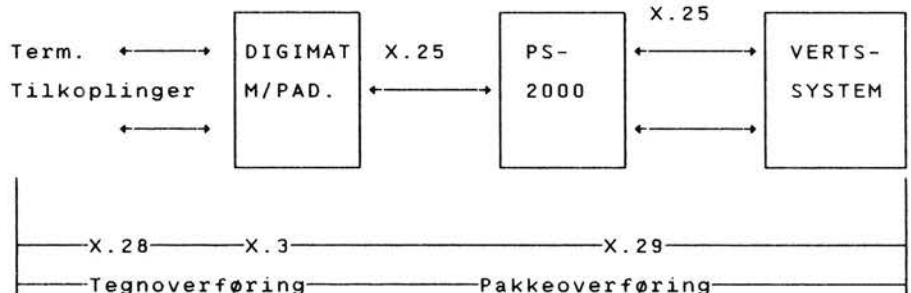 X.25
Term. DIGIMAT X.25 PS- VERTS-
Tilkoplinger M/PAD. 2000 SYSTEM
X.28 X.3 X.29
Tegnoverføring Pakkeoverføring